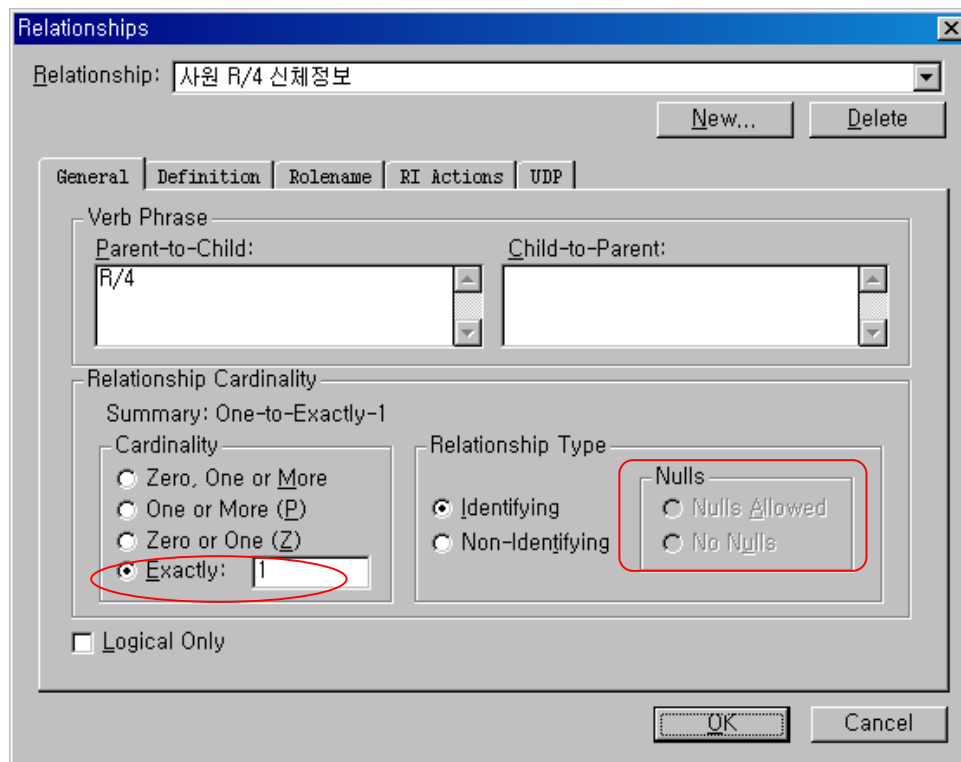 Relationships
Relationship: 사원 R/4 신체정보
New... Delete
General Definition Rolename RI Actions UDP
Verb Phrase
Parent-to-Child: Child-to-Parent:
R/4
Relationship Cardinality
Summary: One-to-Exactly-1
Cardinality Relationship Type
Zero, One or More Nulls
One or More (P) Identifying Nulls Allowed
Zero or One (Z) Non-Identifying No Nulls
Exactly: 1
Logical Only
OK Cancel